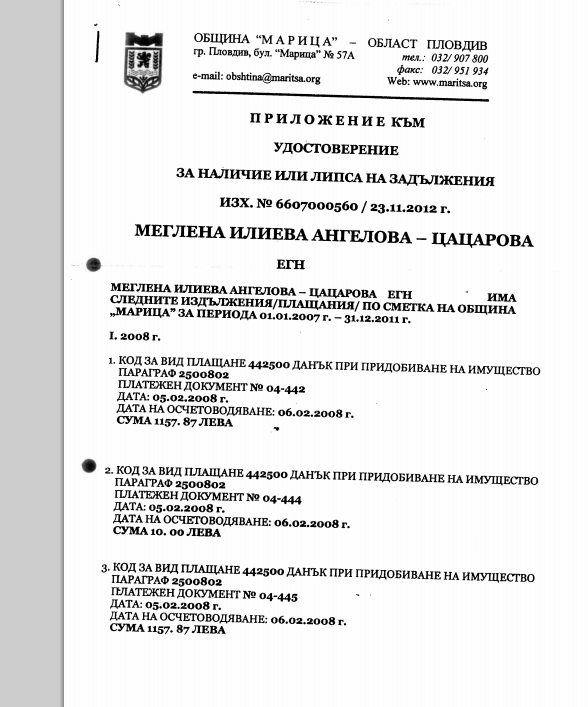 ОБЩИНА “МАРИЦА” – ОБЛАСТ ПЛОВДИВ
гр. Пловдив, бул. “Марица” № 57А
тел.: 032/ 907 800
факс: 032/ 951 934
e-mail: obshtina@maritsa.org
Web: www.maritsa.org
ПРИЛОЖЕНИЕ КЪМ
УДОСТОВЕРЕНИЕ
ЗА НАЛИЧИЕ ИЛИ ЛИПСА НА ЗАДЪЛЖЕНИЯ
ИЗХ. № 6607000560 / 23.11.2012 г.
МЕГЛЕНА ИЛИЕВА АНГЕЛОВА – ЦАЦАРОВА
ЕГН
МЕГЛЕНА ИЛИЕВА АНГЕЛОВА – ЦАЦАРОВА ЕГН ИМА
СЛЕДНИТЕ ИЗДЪЛЖЕНИЯ/ПЛАЩАНИЯ/ ПО СМЕТКА НА ОБЩИНА
„МАРИЦА” ЗА ПЕРИОДА 01.01.2007 г. – 31.12.2011 г.
I. 2008 г.
1. КОД ЗА ВИД ПЛАЩАНЕ 442500 ДАНЪК ПРИ ПРИДОБИВАНЕ НА ИМУЩЕСТВО
ПАРАГРАФ 2500802
ПЛАТЕЖЕН ДОКУМЕНТ № 04-442
ДАТА: 05.02.2008 г.
ДАТА НА ОСЧЕТОВОДЯВАНЕ: 06.02.2008 г.
СУМА 1157. 87 ЛЕВА
2. КОД ЗА ВИД ПЛАЩАНЕ 442500 ДАНЪК ПРИ ПРИДОБИВАНЕ НА ИМУЩЕСТВО
ПАРАГРАФ 2500802
ПЛАТЕЖЕН ДОКУМЕНТ № 04-444
ДАТА: 05.02.2008 г.
ДАТА НА ОСЧЕТОВОДЯВАНЕ: 06.02.2008 г.
СУМА 10. 00 ЛЕВА
3. КОД ЗА ВИД ПЛАЩАНЕ 442500 ДАНЪК ПРИ ПРИДОБИВАНЕ НА ИМУЩЕСТВО
ПАРАГРАФ 2500802
ПЛАТЕЖЕН ДОКУМЕНТ № 04-445
ДАТА: 05.02.2008 г.
ДАТА НА ОСЧЕТОВОДЯВАНЕ: 06.02.2008 г.
СУМА 1157. 87 ЛЕВА